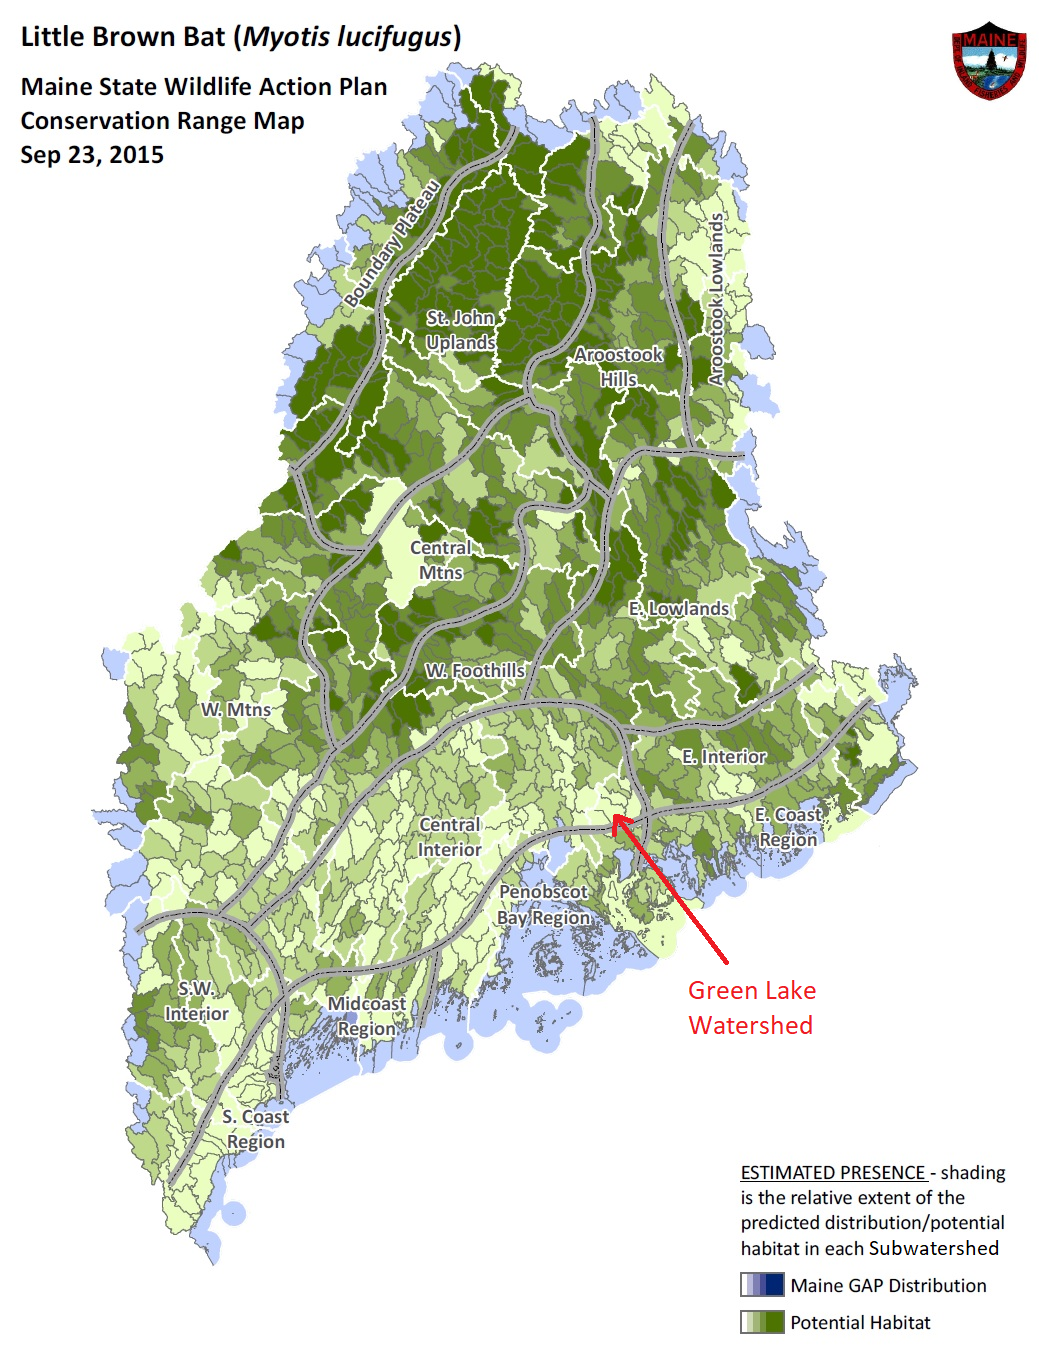 Little Brown Bat (Myotis lucifugus)
Maine State Wildlife Action Plan
Conservation Range Map
Sep 23, 2015
MAINE
Boundary Plateau
Aroostook Lowlands
St. John
Uplands
Aroostook
Hills
Central
Mtns
E. Lowlands
W. Foothills
W. Mtns
E. Interior
E. Coast
Region
Central
Interior
Penobscot
Bay Region
S.W.
Interior
Midcoast
Region
Green Lake
Watershed
S. Coast
Region
ESTIMATED PRESENCE - shading
is the relative extent of the
predicted distribution/potential
habitat in each Subwatershed
Maine GAP Distribution
Potential Habitat